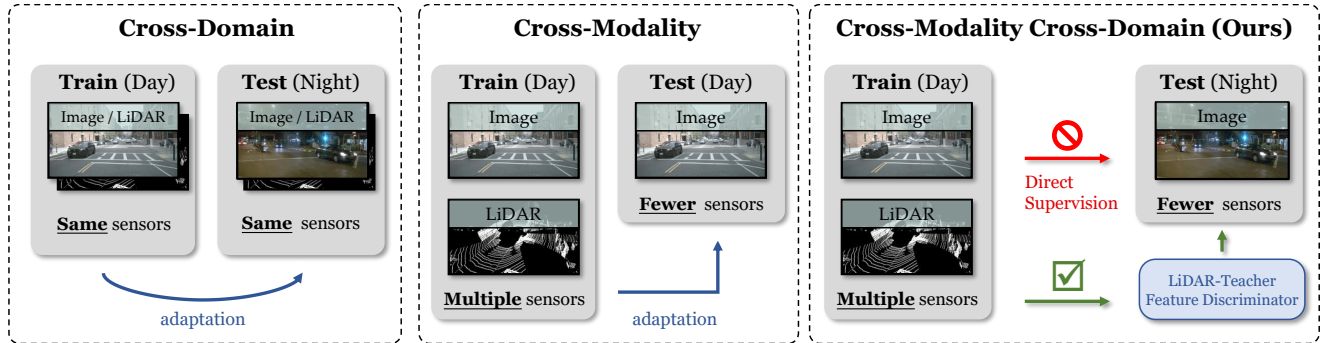 Cross-Domain
Train (Day)
Image / LiDAR
Same sensors
Test (Night)
Image / LiDAR
Same sensors
adaptation
Cross-Modality
Train (Day)
Image
LiDAR
Multiple sensors
Test (Day)
Image
Fewer sensors
adaptation
Cross-Modality Cross-Domain (Ours)
Train (Day)
Image
LiDAR
Multiple sensors
Direct
Supervision
Test (Night)
Image
Fewer sensors
LiDAR-Teacher
Feature Discriminator